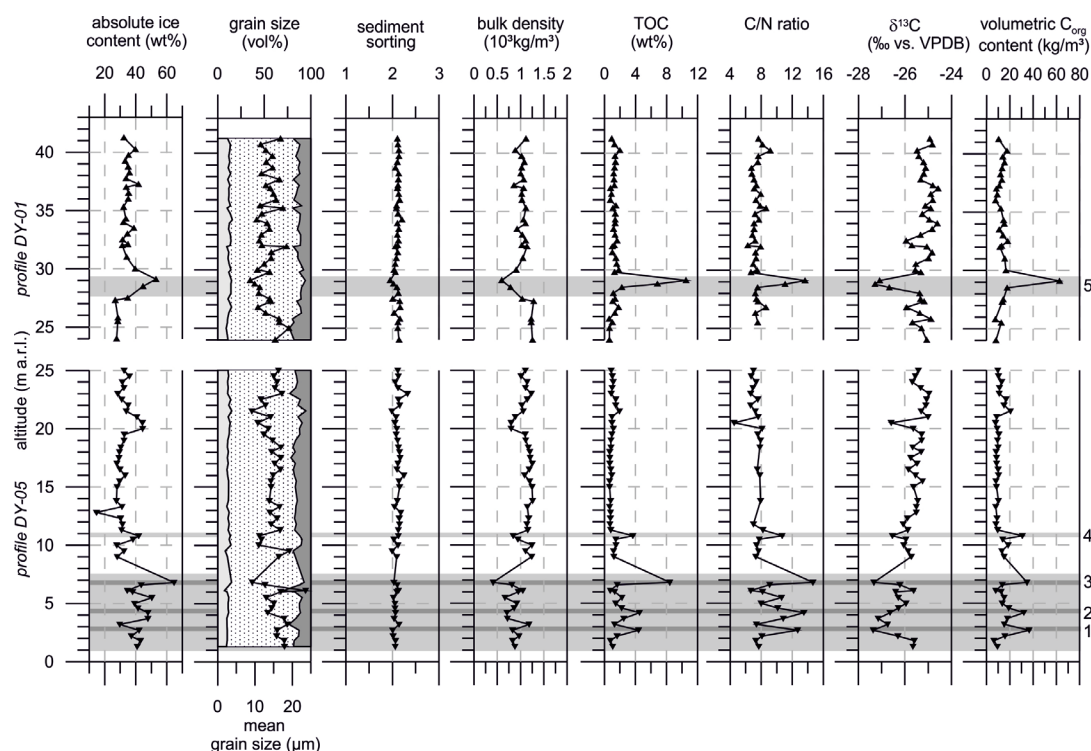 absolute ice
content (wt%)
grain size
(vol%)
sediment
sorting
bulk density
(10³kg/m³)
TOC
(wt%)
C/N ratio
δ¹³C
(‰ vs. VPDB)
volumetric Corg
content (kg/m³)
20 40 60
0 50 100
1 2 3
0 0.5 1 1.5 2
0 4 8 12
4 8 12 16
-28 -26 -24
0 20 40 60 80
profile DY-01
40
35
30
5
25
altitude (m a.r.l.)
25
20
15
profile DY-05
4
10
3
5
2
1
0
0 10 20
mean
grain size (µm)